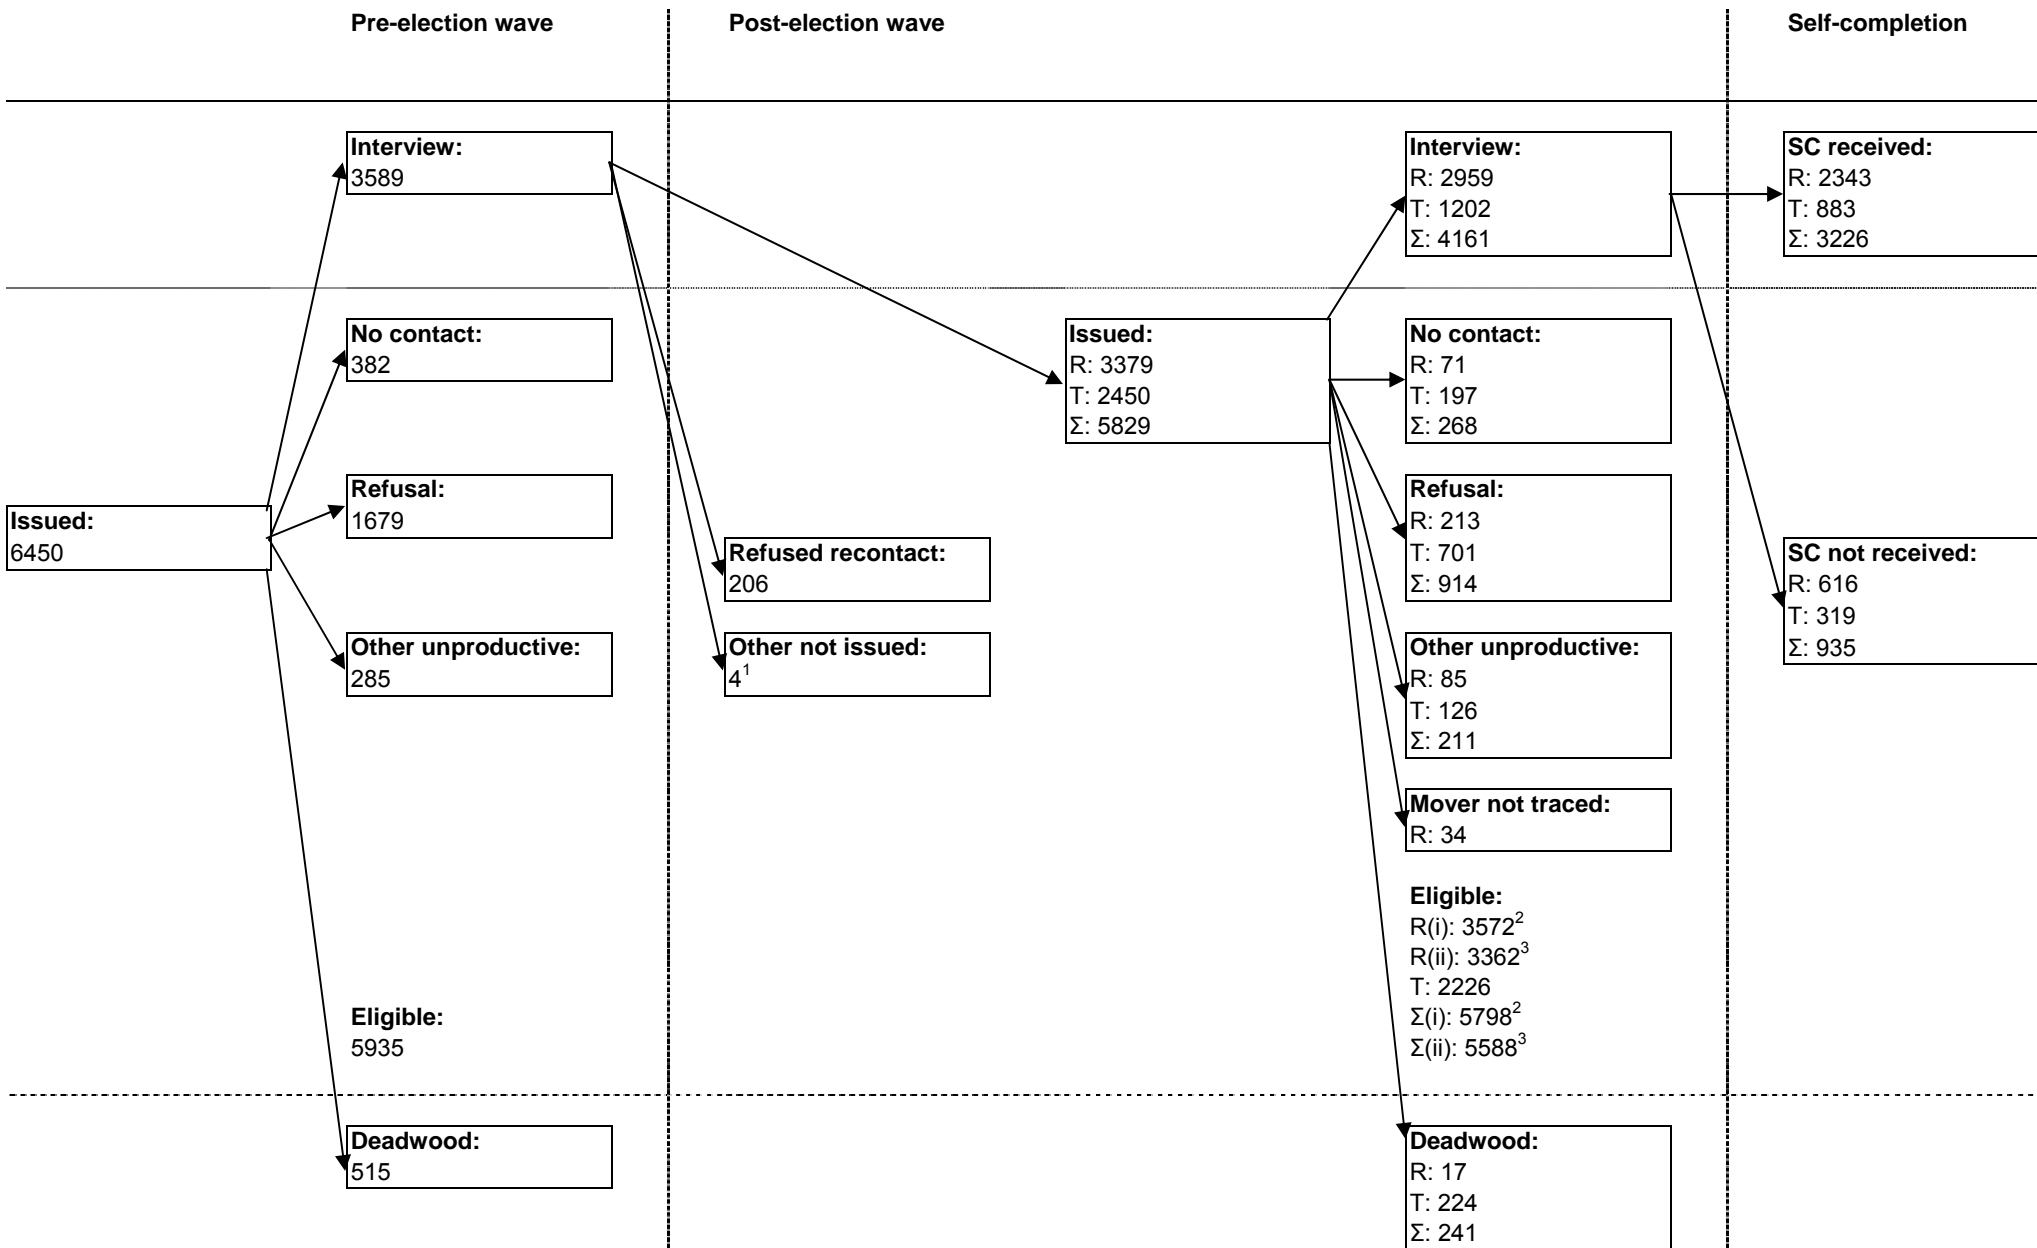 Pre-election wave
Post-election wave
Self-completion
Interview:
3589
Interview:
R: 2959
T: 1202
Σ: 4161
SC received:
R: 2343
T: 883
Σ: 3226
No contact:
382
Issued:
R: 3379
T: 2450
Σ: 5829
No contact:
R: 71
T: 197
Σ: 268
Refusal:
1679
Refusal:
R: 213
T: 701
Σ: 914
Issued:
6450
Refused recontact:
206
SC not received:
R: 616
T: 319
Σ: 935
Other unproductive:
285
Other not issued:
4¹
Other unproductive:
R: 85
T: 126
Σ: 211
Mover not traced:
R: 34
Eligible:
R(i): 3572²
R(ii): 3362³
T: 2226
Σ(i): 5798²
Σ(ii): 5588³
Eligible:
5935
Deadwood:
515
Deadwood:
R: 17
T: 224
Σ: 241